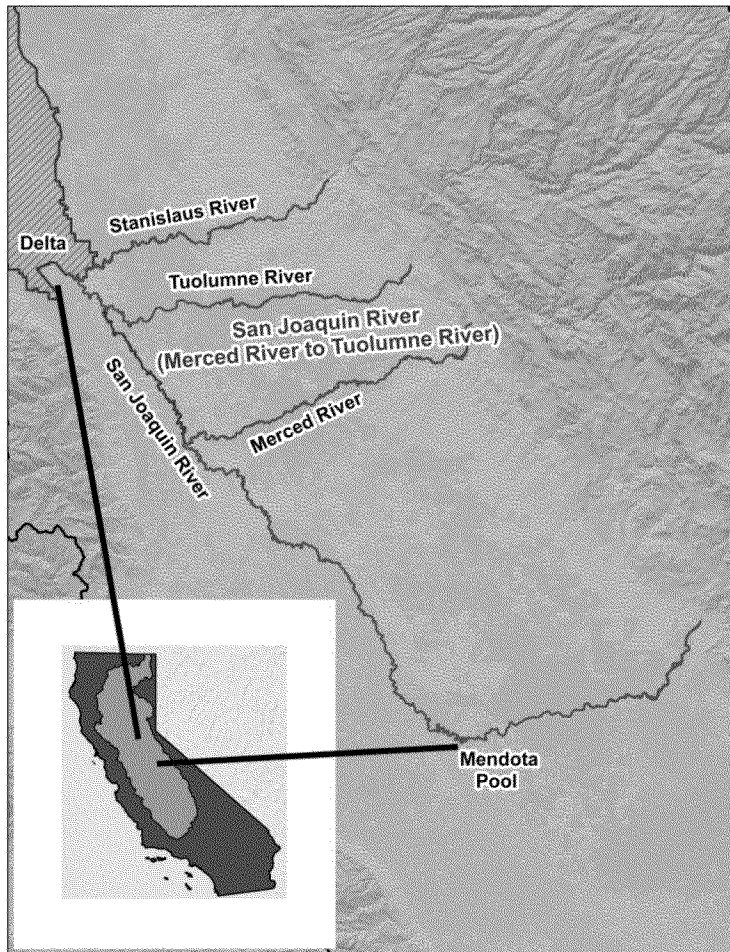 Stanislaus River
Delta
Tuolumne River
San Joaquin River
(Merced River to Tuolumne River)
San Joaquin River
Merced River
Mendota
Pool